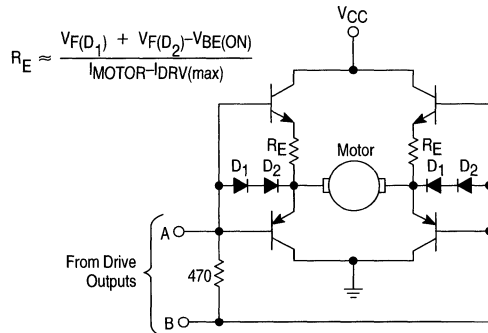 R_E ≈ V_F(D₁) + V_F(D₂)–V_BE(ON) / I_MOTOR–I_DRV(max)
V_CC
R_E
R_E
Motor
D₁ D₂
D₁ D₂
A
From Drive
Outputs
470
B